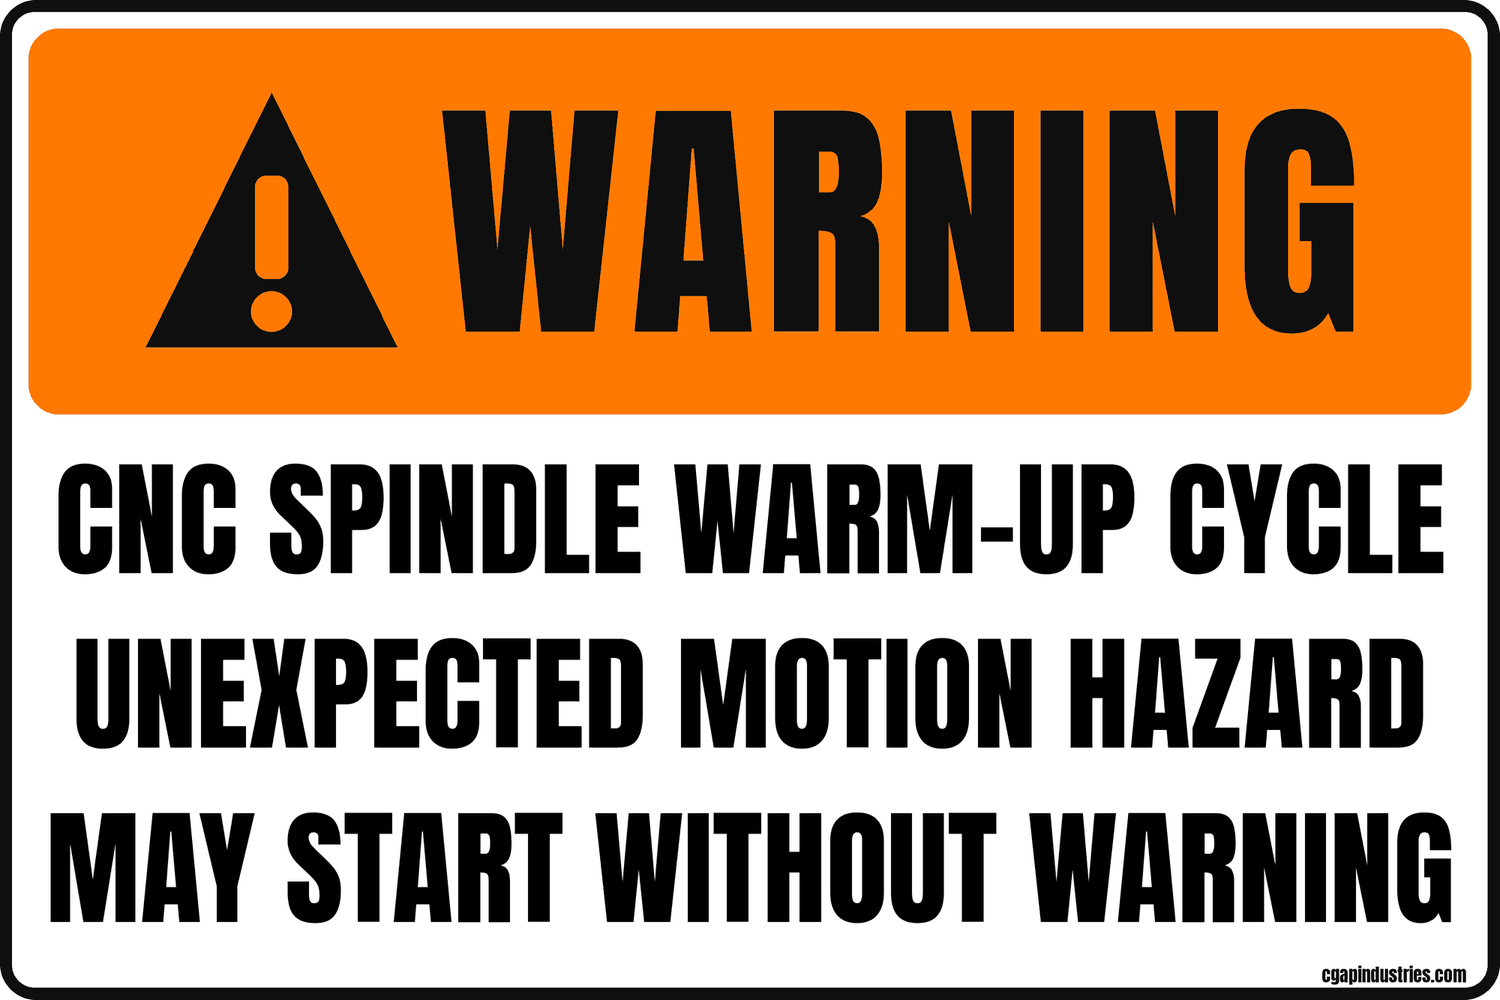 WARNING
CNC SPINDLE WARM-UP CYCLE
UNEXPECTED MOTION HAZARD
MAY START WITHOUT WARNING
cgapindustries.com